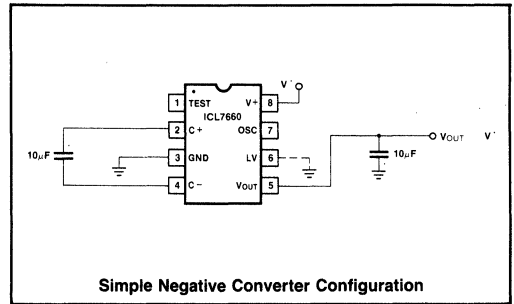 V+
ICL7660
1 TEST V+ 8
2 C+ OSC 7
3 GND LV 6
4 C− VOUT 5
10μF
VOUT V
10μF
Simple Negative Converter Configuration